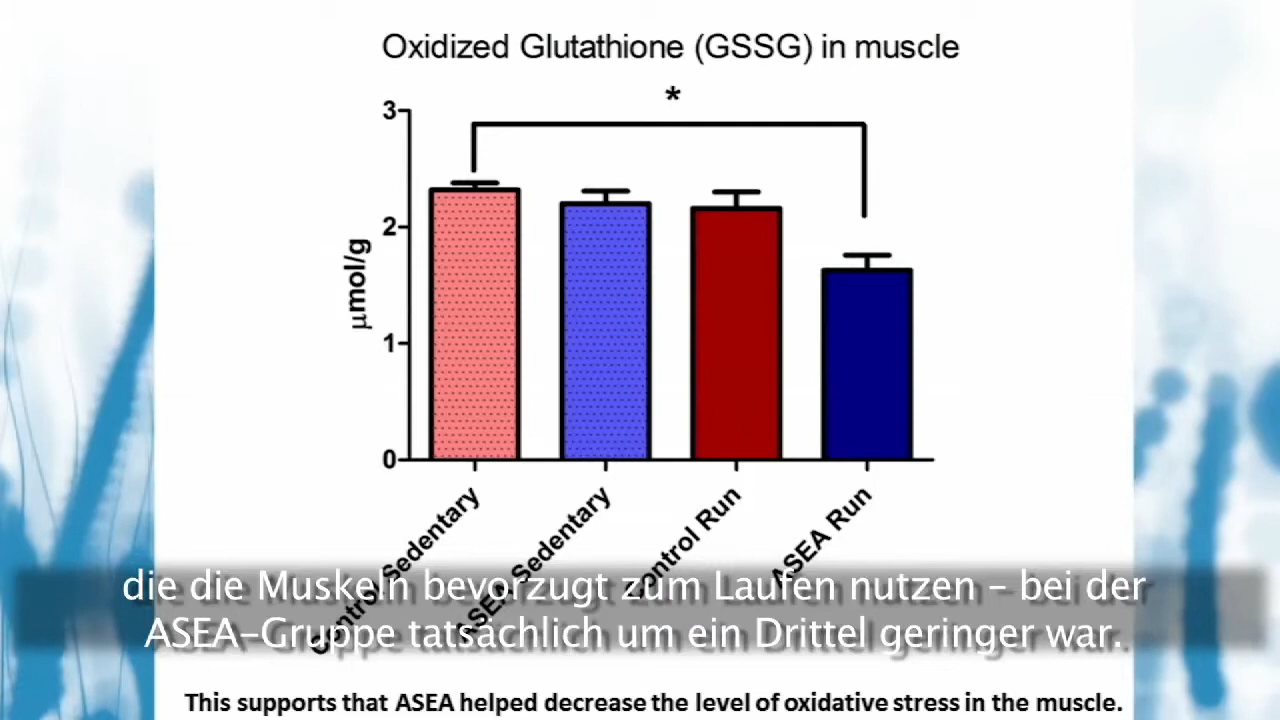 Oxidized Glutathione (GSSG) in muscle
*
3
2
1
0
μmol/g
Control Sedentary
ASEA Sedentary
Control Run
ASEA Run
die die Muskeln bevorzugt zum Laufen nutzen – bei der
ASEA-Gruppe tatsächlich um ein Drittel geringer war.
This supports that ASEA helped decrease the level of oxidative stress in the muscle.